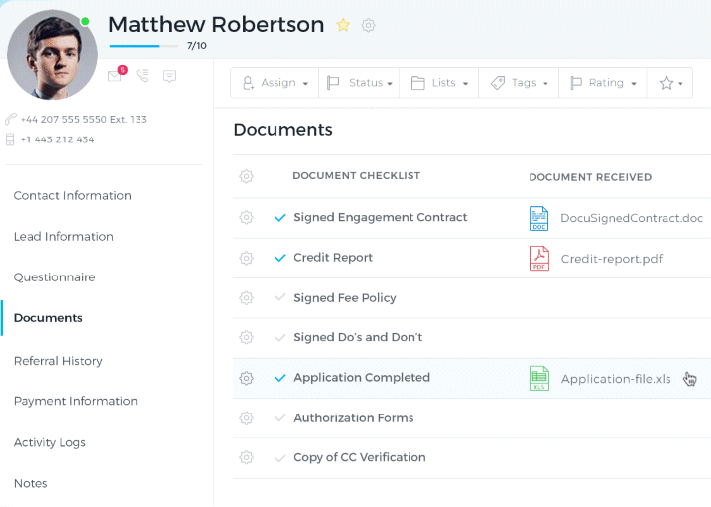 Matthew Robertson
7/10
5
+44 207 555 5550 Ext. 133
+1 443 212 434
Contact Information
Lead Information
Questionnaire
Documents
Referral History
Payment Information
Activity Logs
Notes
Assign
Status
Lists
Tags
Rating
Documents
DOCUMENT CHECKLIST
DOCUMENT RECEIVED
Signed Engagement Contract
DOC
DocuSignedContract.doc
Credit Report
PDF
Credit-report.pdf
Signed Fee Policy
Signed Do's and Don't
Application Completed
XLS
Application-file.xls
Authorization Forms
Copy of CC Verification